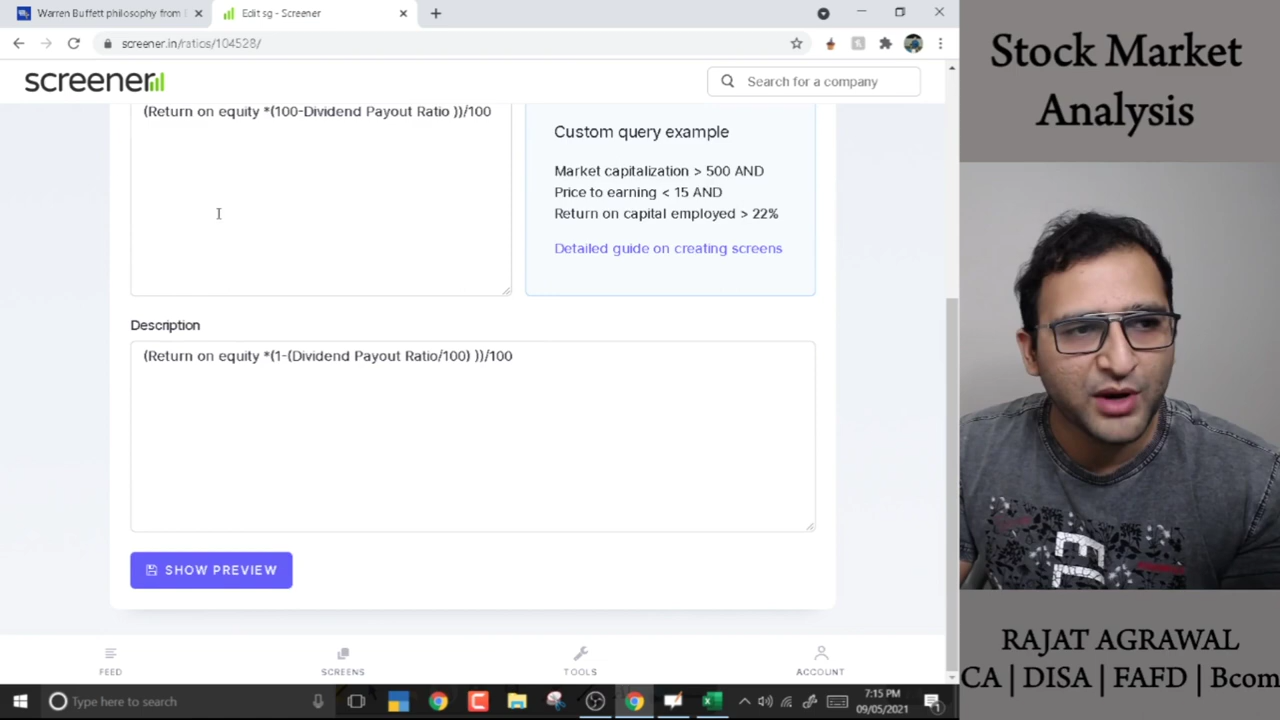 Warren Buffett philosophy from
Edit sg - Screener
screener.in/ratios/104528/
screener
Search for a company
(Return on equity *(100-Dividend Payout Ratio ))/100
Custom query example
Market capitalization > 500 AND
Price to earning < 15 AND
Return on capital employed > 22%
Detailed guide on creating screens
Description
(Return on equity *(1-(Dividend Payout Ratio/100) ))/100
SHOW PREVIEW
FEED
SCREENS
TOOLS
ACCOUNT
Type here to search
7:15 PM
09/05/2021
Stock Market
Analysis
RAJAT AGRAWAL
CA | DISA | FAFD | Bcom